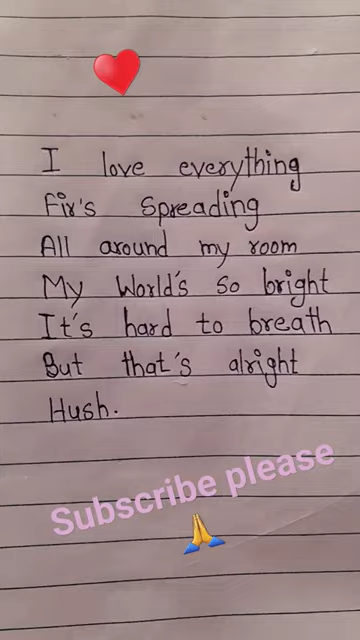 I love everything
Fir's Spreading
All around my room
My World's so bright
It's hard to breath
But that's alright
Hush.
Subscribe please